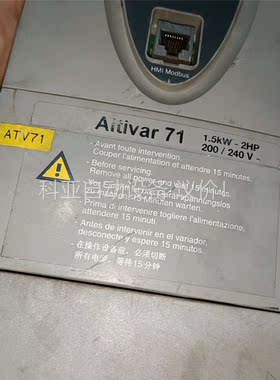 HMI Modbus
ATV71
Altivar 71
1.5kW - 2HP
200 / 240 V ~
- Avant toute intervention.
Couper l'alimentation et attendre 15 minutes.
- Before servicing.
Remove all
15 minutes.
spannungslos
Minuten warten.
- Prima di intervenire togliere l'alimentazione,
attendere 15 minuti.
- Antes de intervenir en el variador,
desconecte y espere 15 minutos.
- 在操作设备前，必须切断
所有电源，等待15分钟